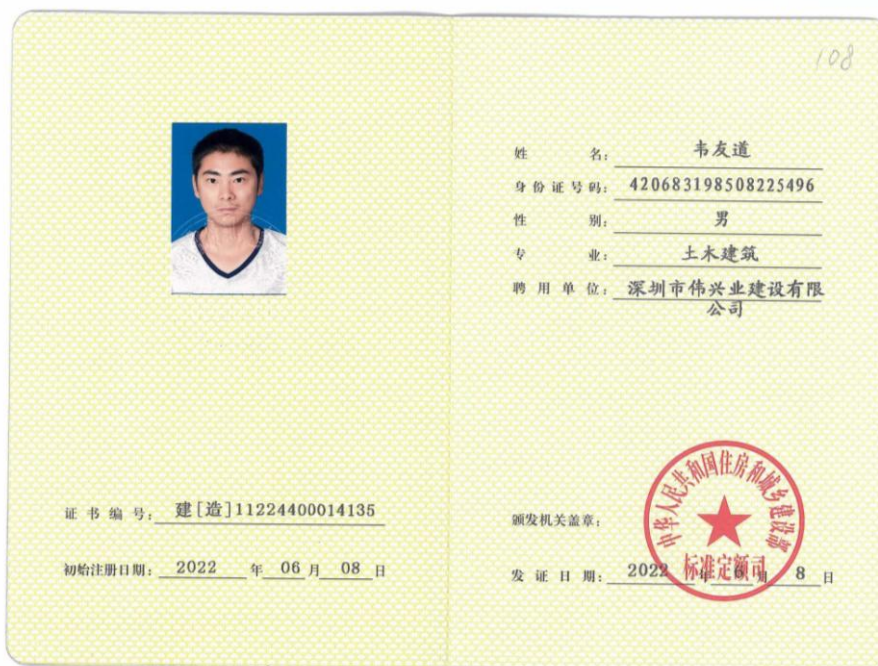 108
姓 名: 韦友道
身份证号码: 420683198508225496
性 别: 男
专 业: 土木建筑
聘用单位: 深圳市伟兴业建设有限
公司
证书编号: 建[造]11224400014135
初始注册日期: 2022 年 06 月 08 日
颁发机关盖章:
中华人民共和国住房和城乡建设部
标准定额司
发证日期: 2022 年 6 月 8 日